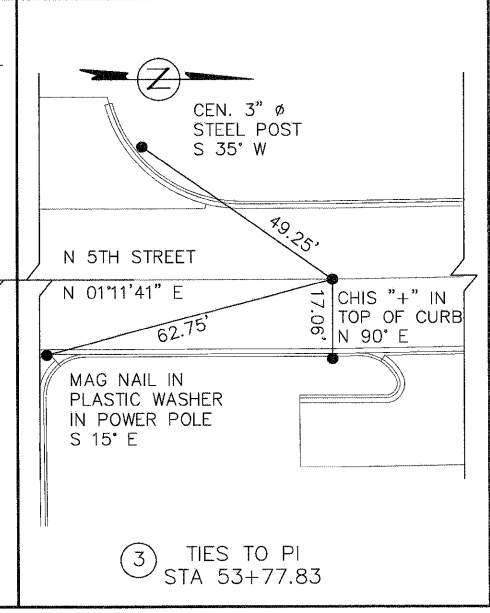 N
CEN. 3" ø
STEEL POST
S 35° W
49.25'
N 5TH STREET
N 01°11'41" E
62.75'
17.06'
CHIS "+" IN
TOP OF CURB
N 90° E
MAG NAIL IN
PLASTIC WASHER
IN POWER POLE
S 15° E
3 TIES TO PI
STA 53+77.83